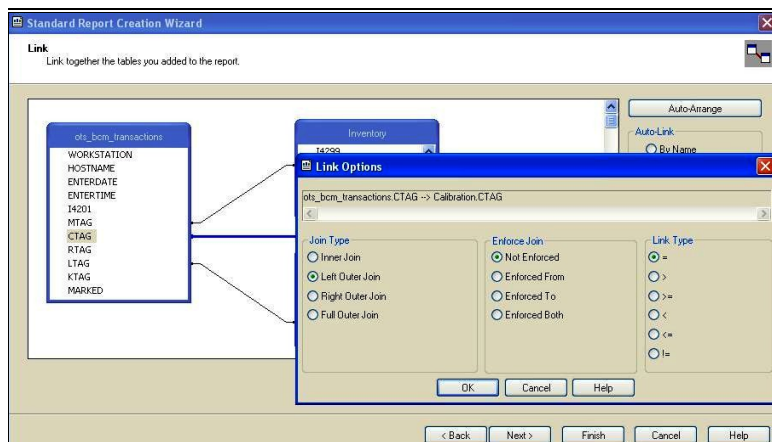 Standard Report Creation Wizard
Link
Link together the tables you added to the report.
ots_bcm_transactions
WORKSTATION
HOSTNAME
ENTERDATE
ENTERTIME
I4201
MTAG
CTAG
RTAG
LTAG
KTAG
MARKED
Inventory
I4299
Auto-Arrange
Auto-Link
By Name
Link Options
ots_bcm_transactions.CTAG --> Calibration.CTAG
Join Type
Inner Join
Left Outer Join
Right Outer Join
Full Outer Join
Enforce Join
Not Enforced
Enforced From
Enforced To
Enforced Both
Link Type
=
>
>=
<
<=
!=
OK Cancel Help
< Back Next > Finish Cancel Help